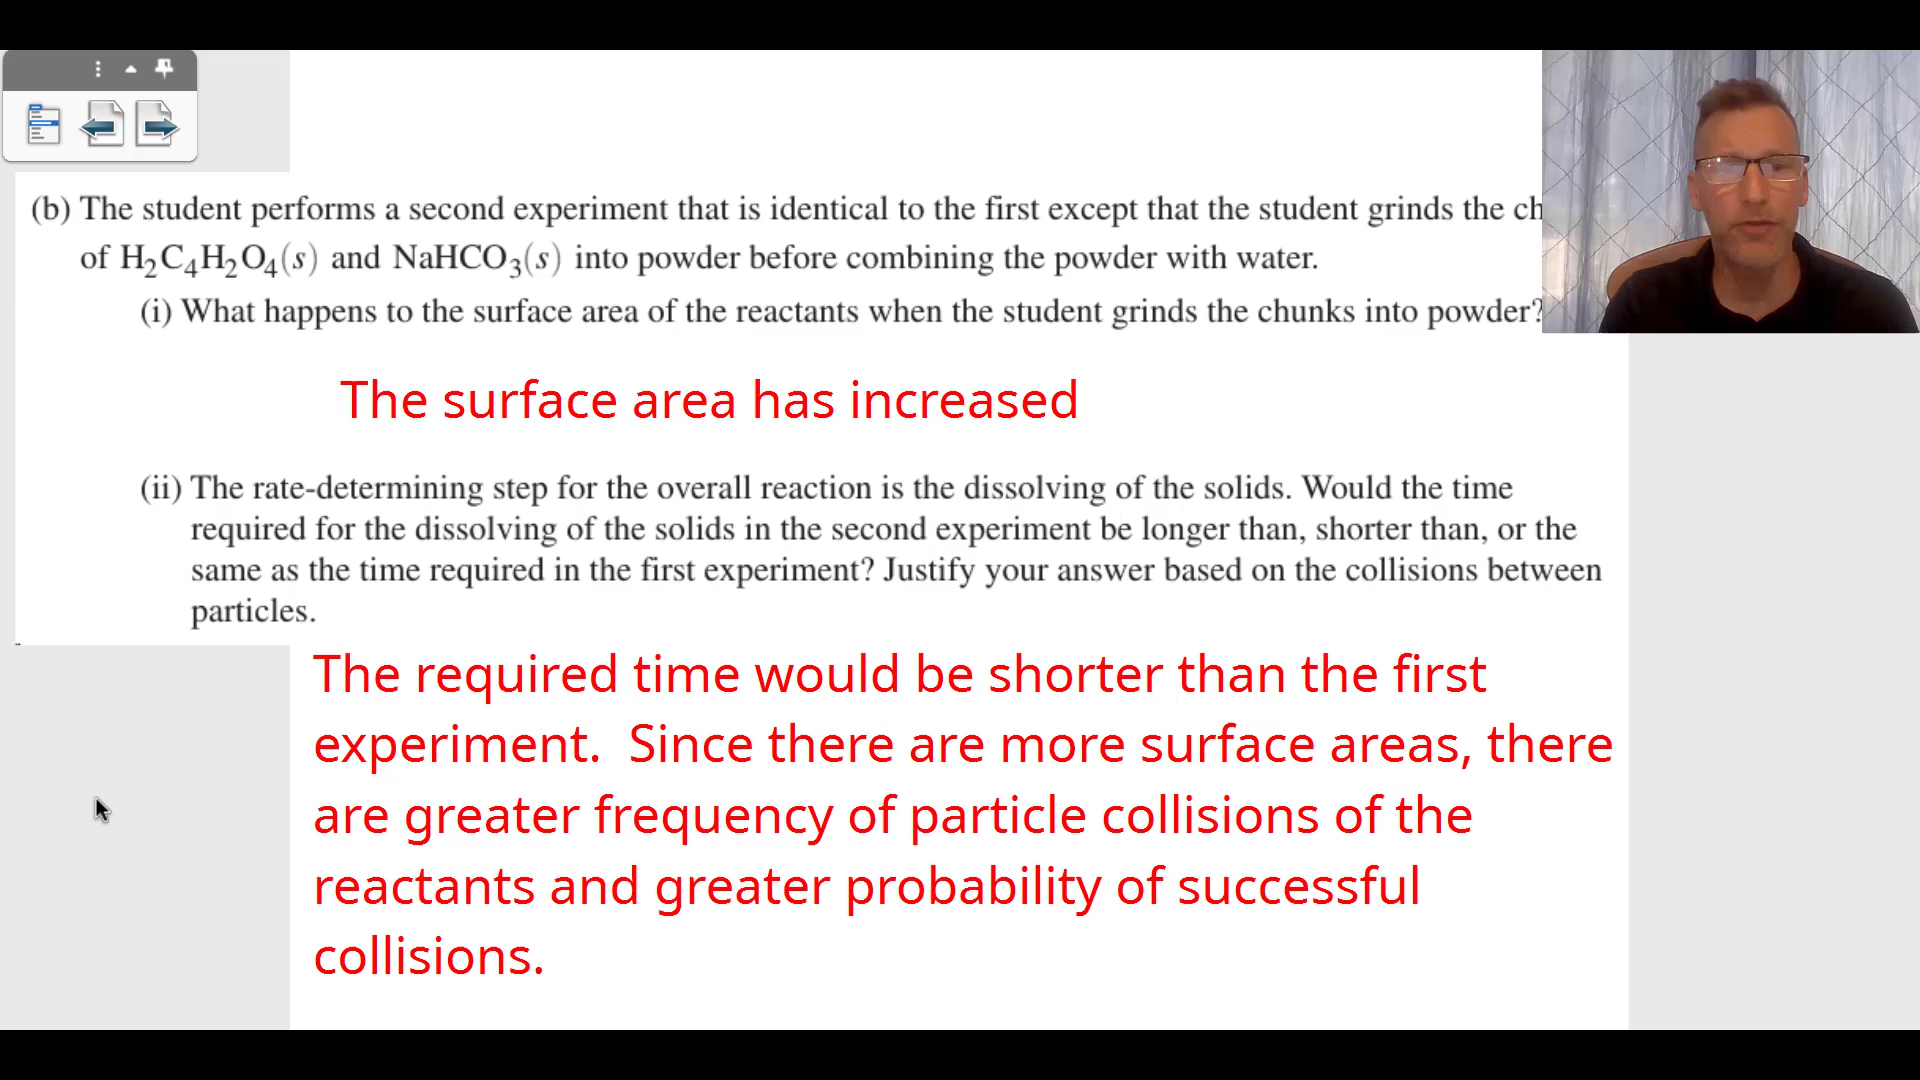 (b) The student performs a second experiment that is identical to the first except that the student grinds the ch
of H₂C₄H₂O₄(s) and NaHCO₃(s) into powder before combining the powder with water.
(i) What happens to the surface area of the reactants when the student grinds the chunks into powder?
The surface area has increased
(ii) The rate-determining step for the overall reaction is the dissolving of the solids. Would the time
required for the dissolving of the solids in the second experiment be longer than, shorter than, or the
same as the time required in the first experiment? Justify your answer based on the collisions between
particles.
The required time would be shorter than the first
experiment. Since there are more surface areas, there
are greater frequency of particle collisions of the
reactants and greater probability of successful
collisions.